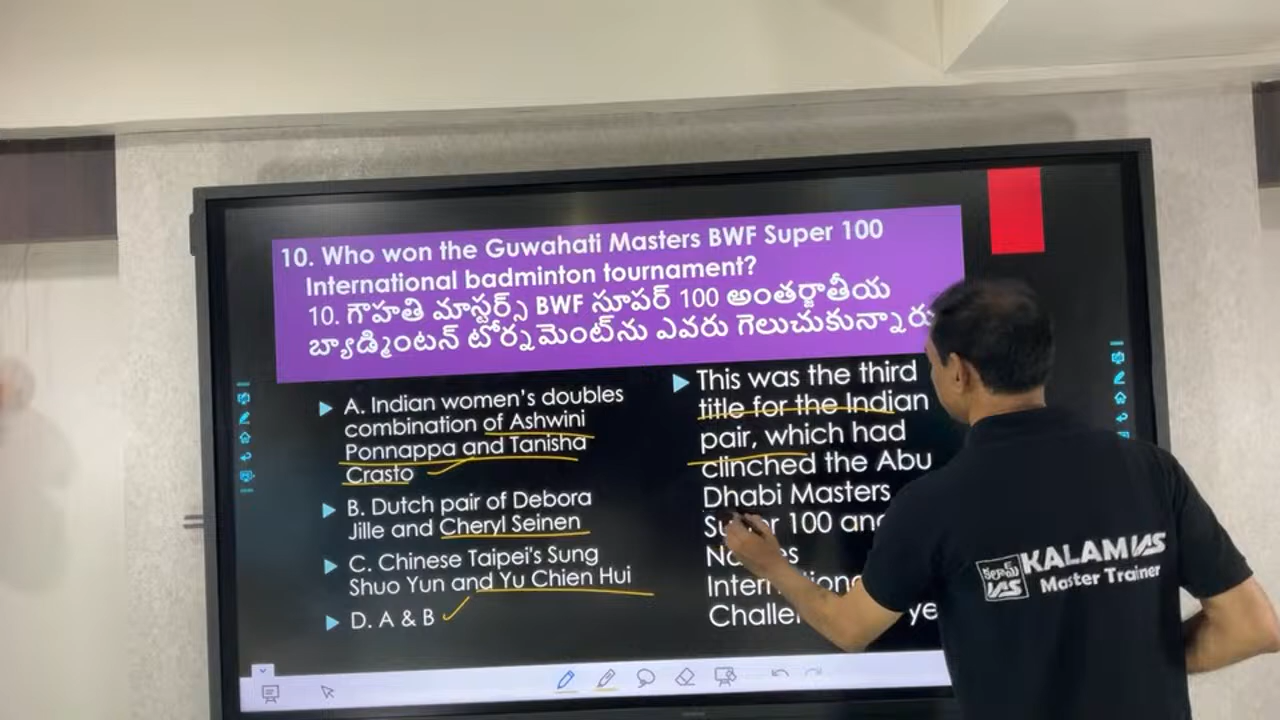 10. Who won the Guwahati Masters BWF Super 100
International badminton tournament?
10. గౌహతి మాస్టర్స్ BWF సూపర్ 100 అంతర్జాతీయ
బ్యాడ్మింటన్ టోర్నమెంట్‌ను ఎవరు గెలుచుకున్నారు
A. Indian women's doubles
combination of Ashwini
Ponnappa and Tanisha
Crasto
B. Dutch pair of Debora
Jille and Cheryl Seinen
C. Chinese Taipei's Sung
Shuo Yun and Yu Chien Hui
D. A & B
This was the third
title for the Indian
pair, which had
clinched the Abu
Dhabi Masters
100
KALAM IAS
Master Trainer
కలామ్
IAS